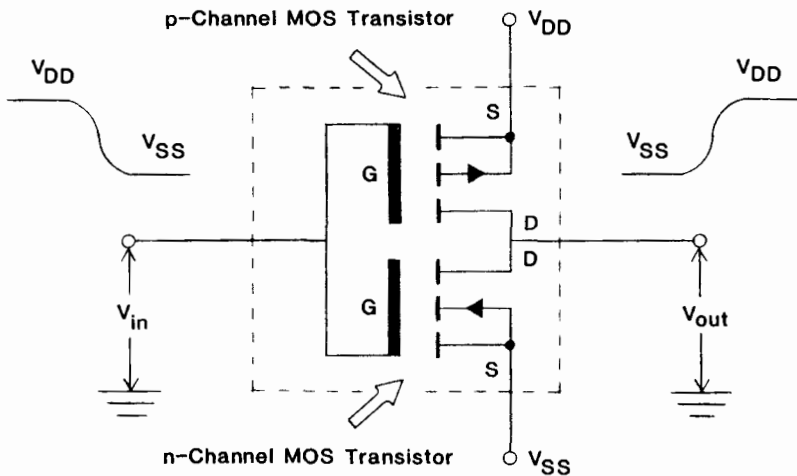 p-Channel MOS Transistor
VDD
VDD
VDD
VSS
VSS
S
G
D
D
Vin
G
Vout
S
n-Channel MOS Transistor
VSS